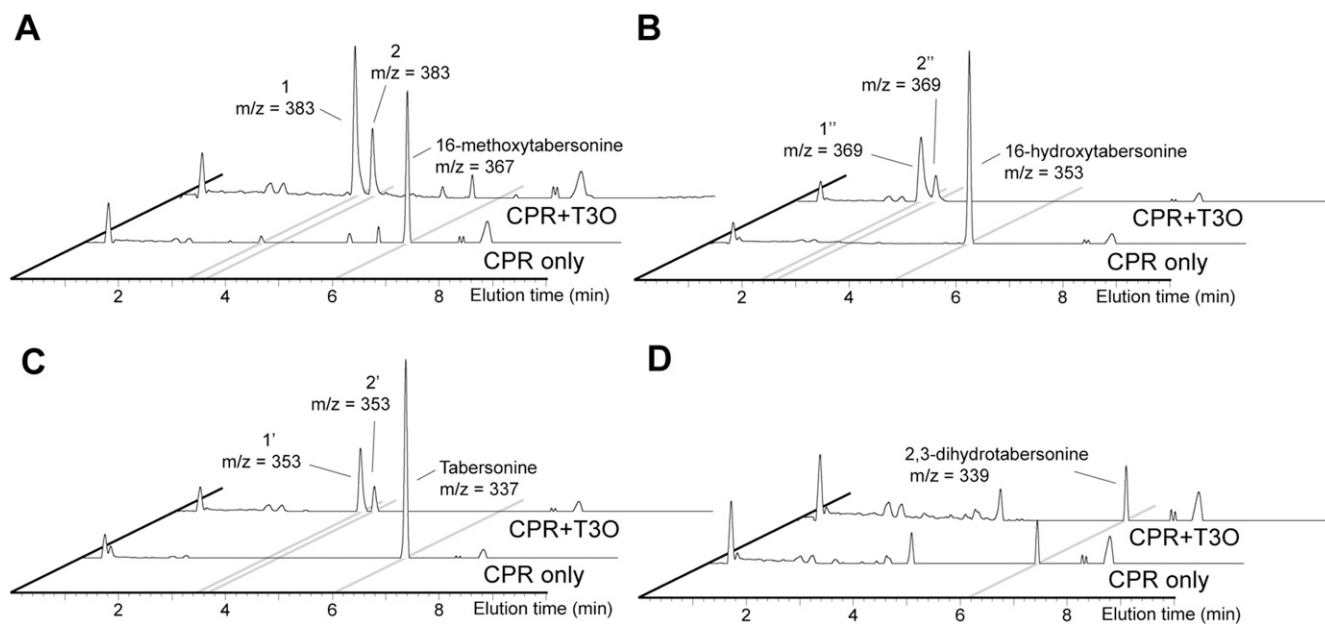 A
1
m/z = 383
2
m/z = 383
16-methoxytabersonine
m/z = 367
CPR+T3O
CPR only
2 4 6 8
Elution time (min)
B
1’’
m/z = 369
2’’
m/z = 369
16-hydroxytabersonine
m/z = 353
CPR+T3O
CPR only
2 4 6 8
Elution time (min)
C
1’
m/z = 353
2’
m/z = 353
Tabersonine
m/z = 337
CPR+T3O
CPR only
2 4 6 8
Elution time (min)
D
2,3-dihydrotabersonine
m/z = 339
CPR+T3O
CPR only
2 4 6 8
Elution time (min)